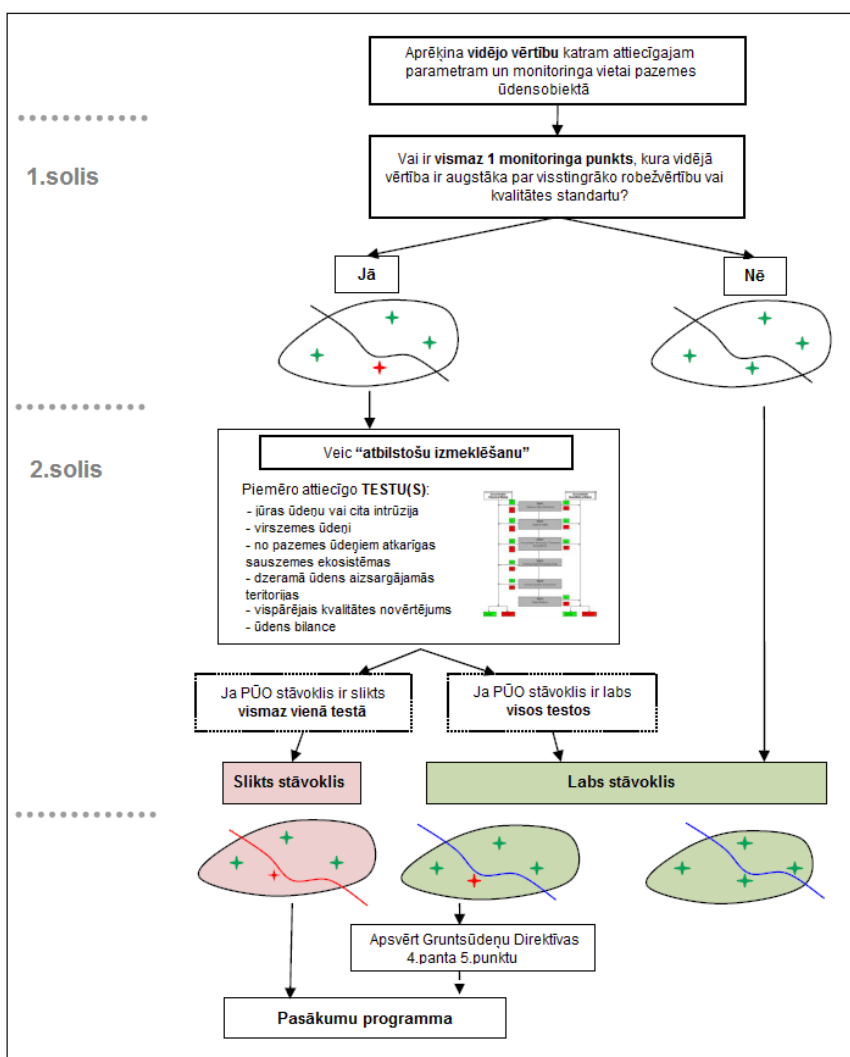 Aprēķina vidējo vērtību katram attiecīgajam
parametram un monitoringa vietai pazemes
ūdensobiektā
1.solis
Vai ir vismaz 1 monitoringa punkts, kura vidējā
vērtība ir augstāka par visstingrāko robežvērtību vai
kvalitātes standartu?
Jā
Nē
2.solis
Veic “atbilstošu izmeklēšanu”
Piemēro attiecīgo TESTU(S):
- jūras ūdeņu vai cita intrūzija
- virszemes ūdeņi
- no pazemes ūdeņiem atkarīgas
sauszemes ekosistēmas
- dzeramā ūdens aizsargājamās
teritorijas
- vispārējais kvalitātes novērtējums
- ūdens bilance
Ja PŪO stāvoklis ir slikts
vismaz vienā testā
Ja PŪO stāvoklis ir labs
visos testos
Slikts stāvoklis
Labs stāvoklis
Apsvērt Gruntsūdeņu Direktīvas
4.panta 5.punktu
Pasākumu programma